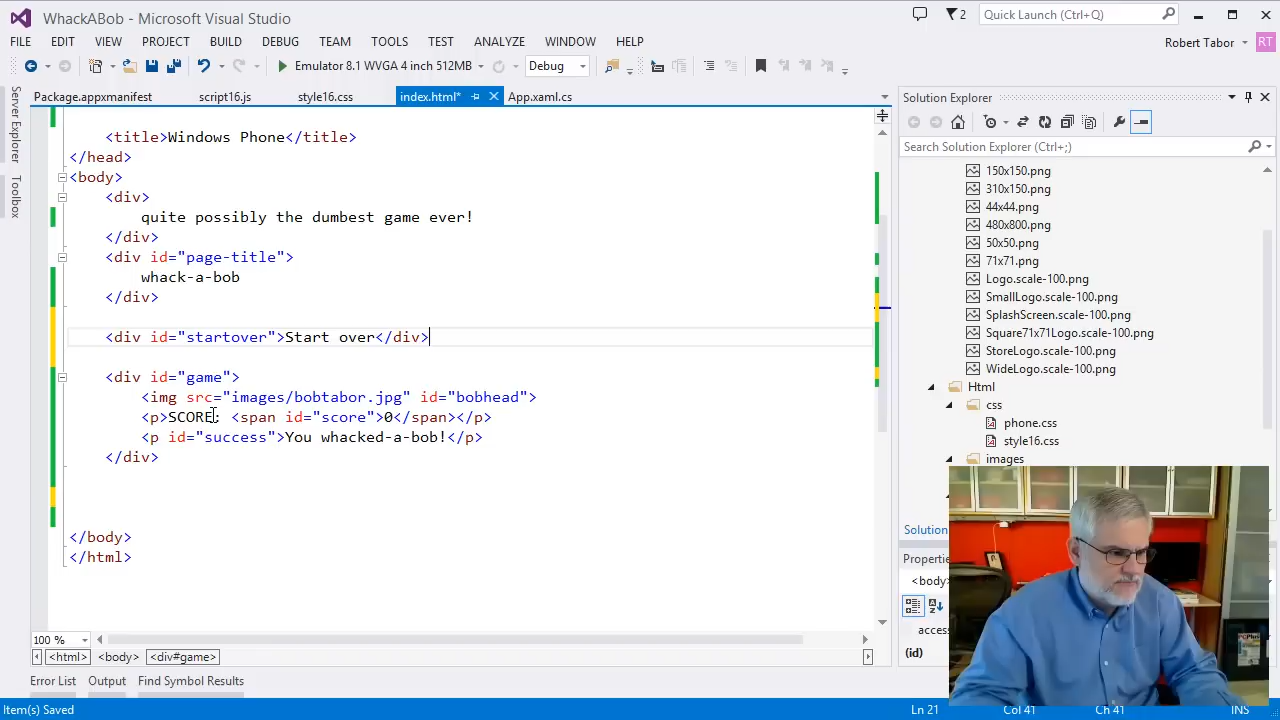 WhackABob - Microsoft Visual Studio
2
Quick Launch (Ctrl+Q)
FILE EDIT VIEW PROJECT BUILD DEBUG TEAM TOOLS TEST ANALYZE WINDOW HELP
Robert Tabor
RT
Emulator 8.1 WVGA 4 inch 512MB
Debug
Server Explorer
Toolbox
Package.appxmanifest script16.js style16.css index.html* App.xaml.cs
<title>Windows Phone</title>
</head>
<body>
<div>
quite possibly the dumbest game ever!
</div>
<div id="page-title">
whack-a-bob
</div>
<div id="startover">Start over</div>
<div id="game">
<img src="images/bobtabor.jpg" id="bobhead">
<p>SCORE: <span id="score">0</span></p>
<p id="success">You whacked-a-bob!</p>
</div>
</body>
</html>
100 %
<html> <body> <div#game>
Error List Output Find Symbol Results
Solution Explorer
Search Solution Explorer (Ctrl+;)
150x150.png
310x150.png
44x44.png
480x800.png
50x50.png
71x71.png
Logo.scale-100.png
SmallLogo.scale-100.png
SplashScreen.scale-100.png
Square71x71Logo.scale-100.png
StoreLogo.scale-100.png
WideLogo.scale-100.png
Html
css
phone.css
style16.css
images
Solution
Properties
<body>
acces
(id)
Item(s) Saved
Ln 21 Col 41 Ch 41 INS